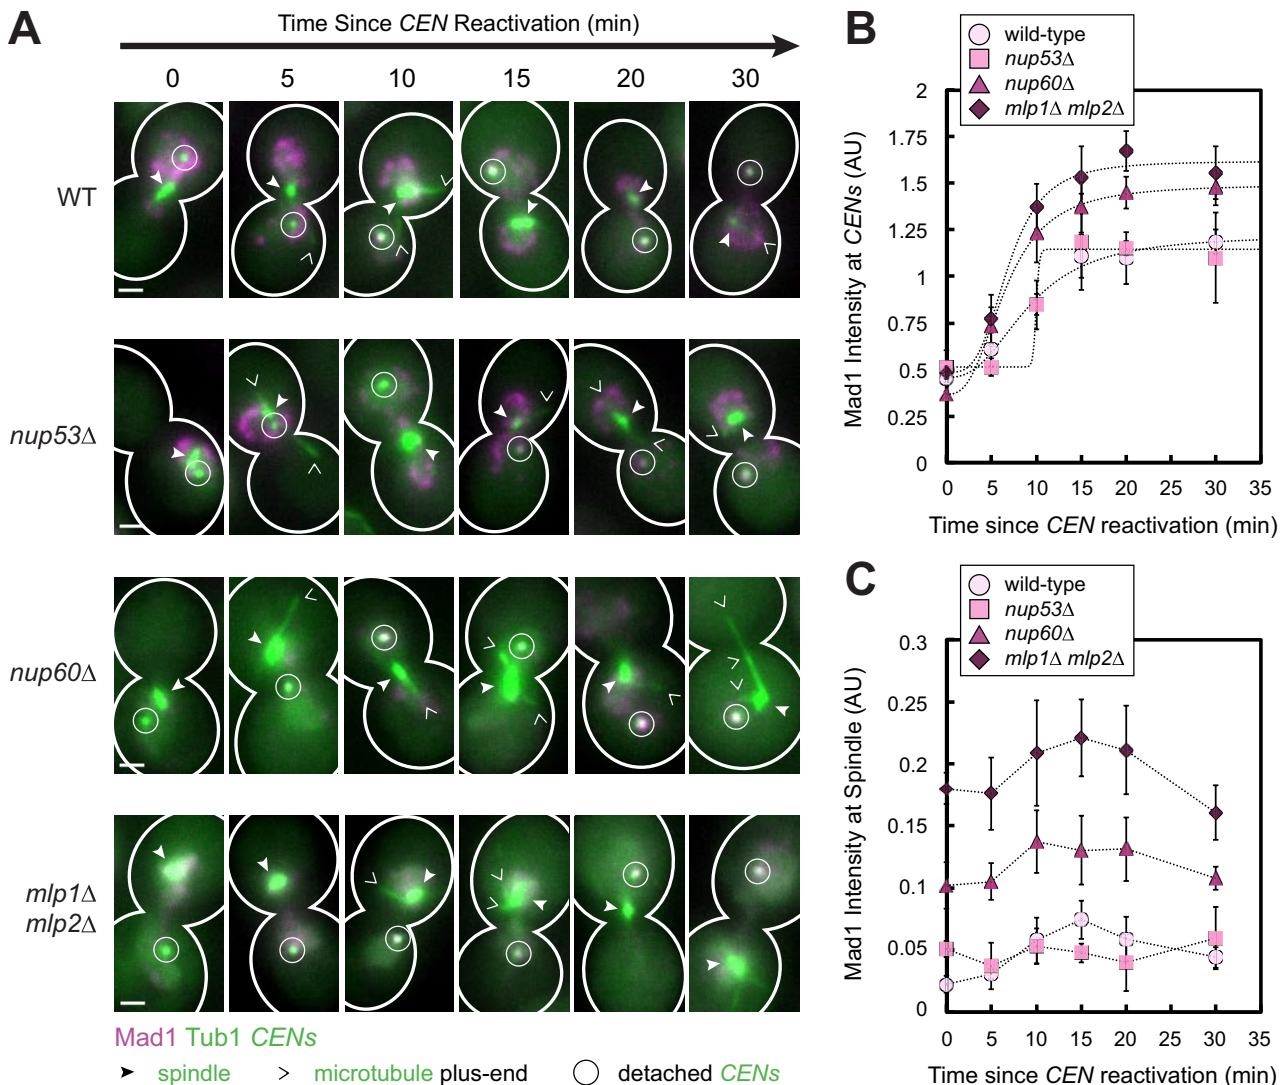 A
Time Since CEN Reactivation (min)
0 5 10 15 20 30
WT
nup53Δ
nup60Δ
mlp1Δ
mlp2Δ
Mad1 Tub1 CENs
spindle
microtubule plus-end
detached CENs
B
wild-type
nup53Δ
nup60Δ
mlp1Δ mlp2Δ
Mad1 Intensity at CENs (AU)
2
1.75
1.5
1.25
1
0.75
0.5
0.25
0
0 5 10 15 20 25 30 35
Time since CEN reactivation (min)
C
wild-type
nup53Δ
nup60Δ
mlp1Δ mlp2Δ
Mad1 Intensity at Spindle (AU)
0.3
0.25
0.2
0.15
0.1
0.05
0
0 5 10 15 20 25 30 35
Time since CEN reactivation (min)